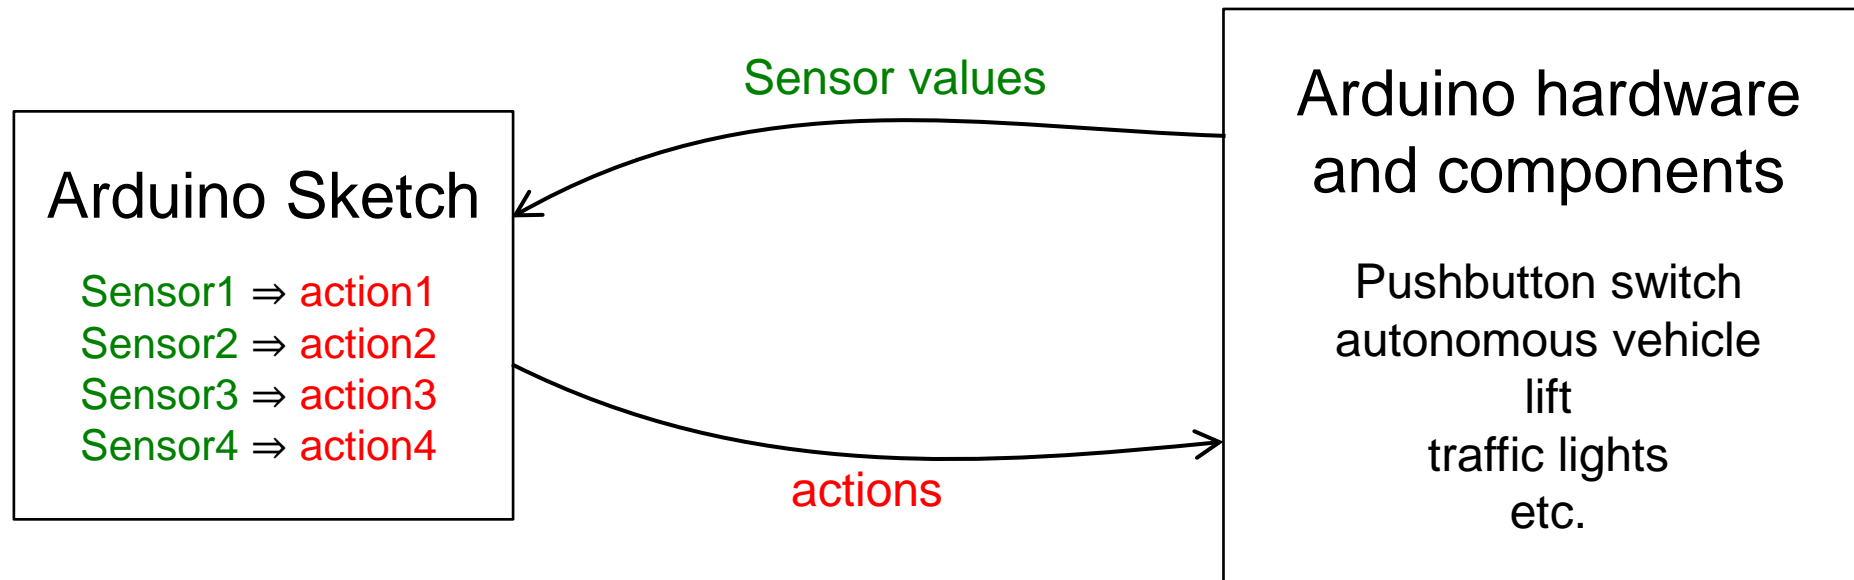 Sensor values
Arduino Sketch
Sensor1 ⇒ action1
Sensor2 ⇒ action2
Sensor3 ⇒ action3
Sensor4 ⇒ action4
actions
Arduino hardware
and components
Pushbutton switch
autonomous vehicle
lift
traffic lights
etc.